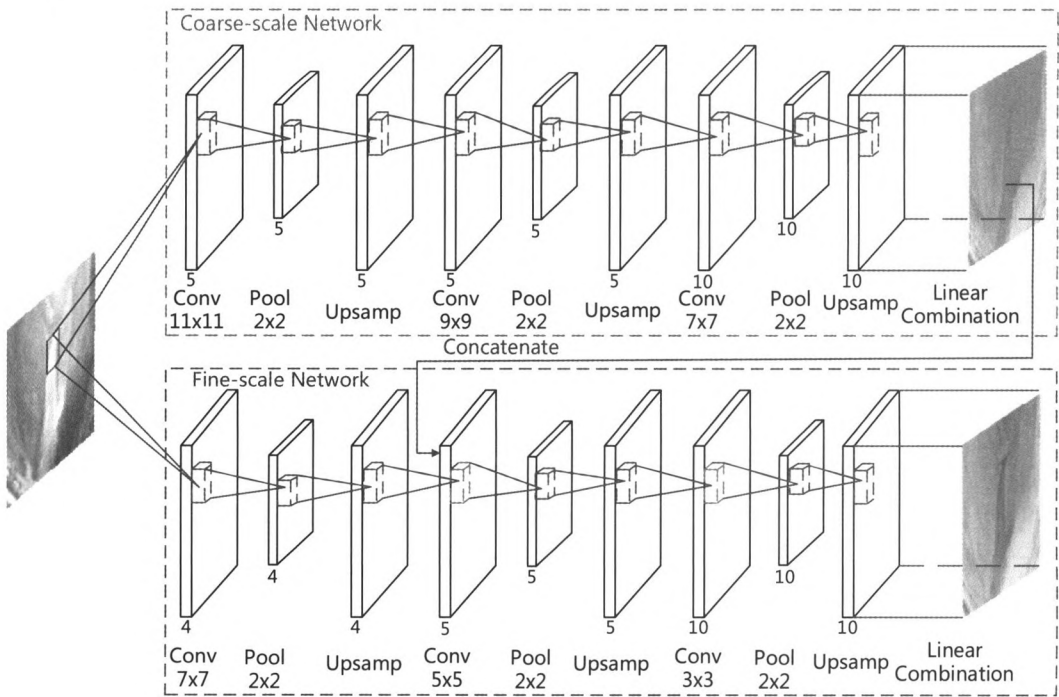 Coarse-scale Network
5
5
5
5
5
5
10
10
10
Conv
11x11
Pool
2x2
Upsamp
Conv
9x9
Pool
2x2
Upsamp
Conv
7x7
Pool
2x2
Upsamp
Linear
Combination
Concatenate
Fine-scale Network
4
4
4
5
5
5
10
10
10
Conv
7x7
Pool
2x2
Upsamp
Conv
5x5
Pool
2x2
Upsamp
Conv
3x3
Pool
2x2
Upsamp
Linear
Combination